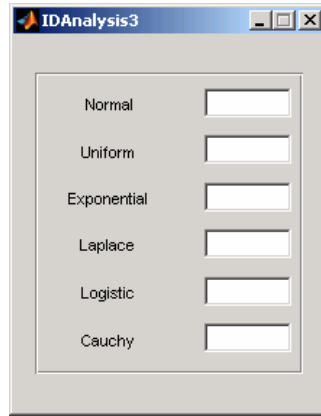 IDAnalysis3
Normal
Uniform
Exponential
Laplace
Logistic
Cauchy